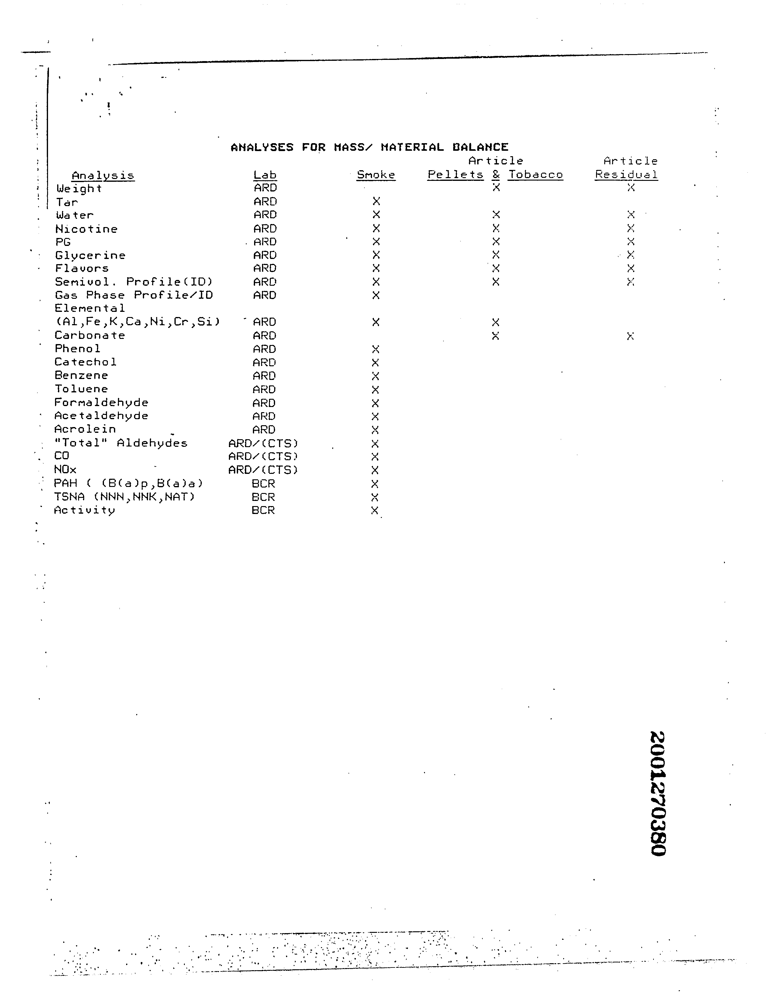 ANALYSES FOR MASS/ MATERIAL BALANCE
Article Article
Analysis Lab Smoke Pellets & Tobacco Residual
Weight ARD X X
Tar ARD X
Water ARD X X X
Nicotine ARD X X X
PG ARD X X X
Glycerine ARD X X X
Flavors ARD X X X
Semivol. Profile(ID) ARD X X X
Gas Phase Profile/ID ARD X
Elemental
(Al,Fe,K,Ca,Ni,Cr,Si) ARD X X
Carbonate ARD X X
Phenol ARD X
Catechol ARD X
Benzene ARD X
Toluene ARD X
Formaldehyde ARD X
Acetaldehyde ARD X
Acrolein ARD X
"Total" Aldehydes ARD/(CTS) X
CO ARD/(CTS) X
NOx ARD/(CTS) X
PAH ( (B(a)p,B(a)a) BCR X
TSNA (NNN,NNK,NAT) BCR X
Activity BCR X
2001270380